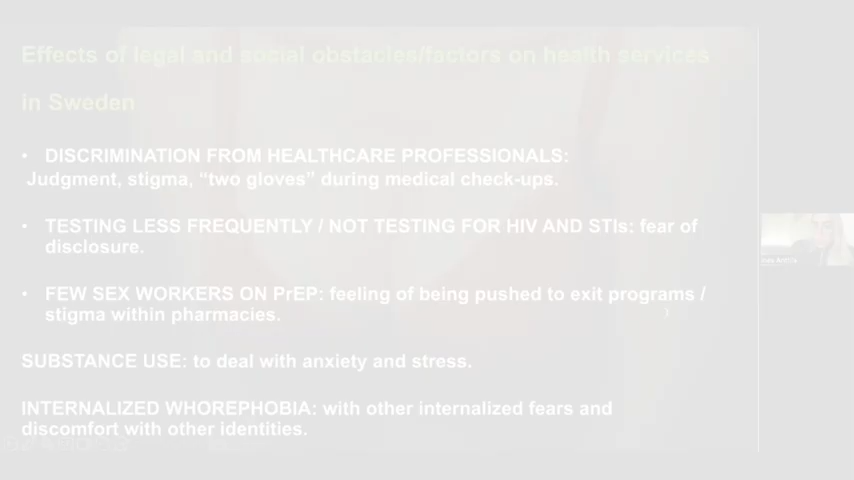 Effects of legal and social obstacles/factors on health services
in Sweden
• DISCRIMINATION FROM HEALTHCARE PROFESSIONALS:
Judgment, stigma, “two gloves” during medical check-ups.
• TESTING LESS FREQUENTLY / NOT TESTING FOR HIV AND STIs: fear of
disclosure.
• FEW SEX WORKERS ON PrEP: feeling of being pushed to exit programs /
stigma within pharmacies.
SUBSTANCE USE: to deal with anxiety and stress.
INTERNALIZED WHOREPHOBIA: with other internalized fears and
discomfort with other identities.